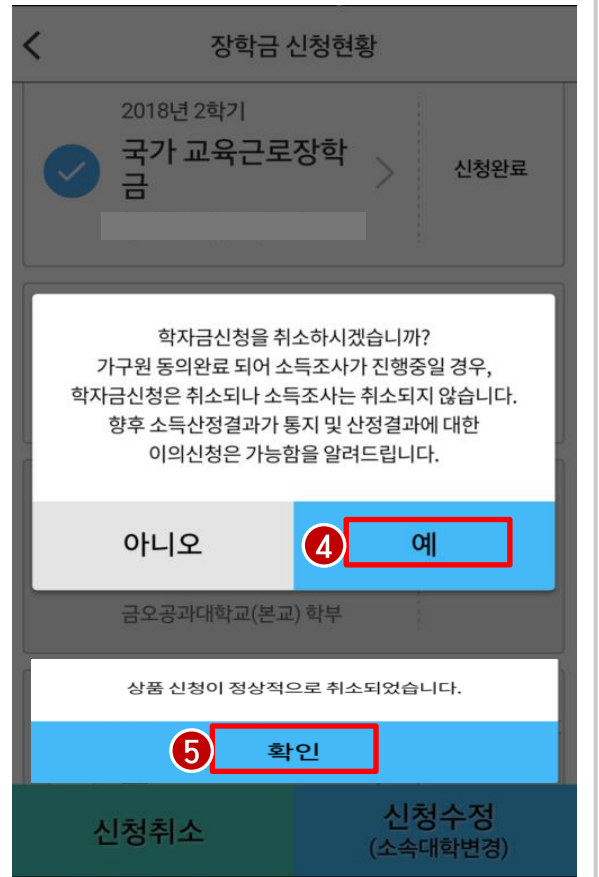 장학금 신청현황
2018년 2학기
국가 교육근로장학
금
신청완료
학자금신청을 취소하시겠습니까?
가구원 동의완료 되어 소득조사가 진행중일 경우,
학자금신청은 취소되나 소득조사는 취소되지 않습니다.
향후 소득산정결과가 통지 및 산정결과에 대한
이의신청은 가능함을 알려드립니다.
아니오
4
예
금오공과대학교(본교) 학부
상품 신청이 정상적으로 취소되었습니다.
5
확인
신청취소
신청수정
(소속대학변경)